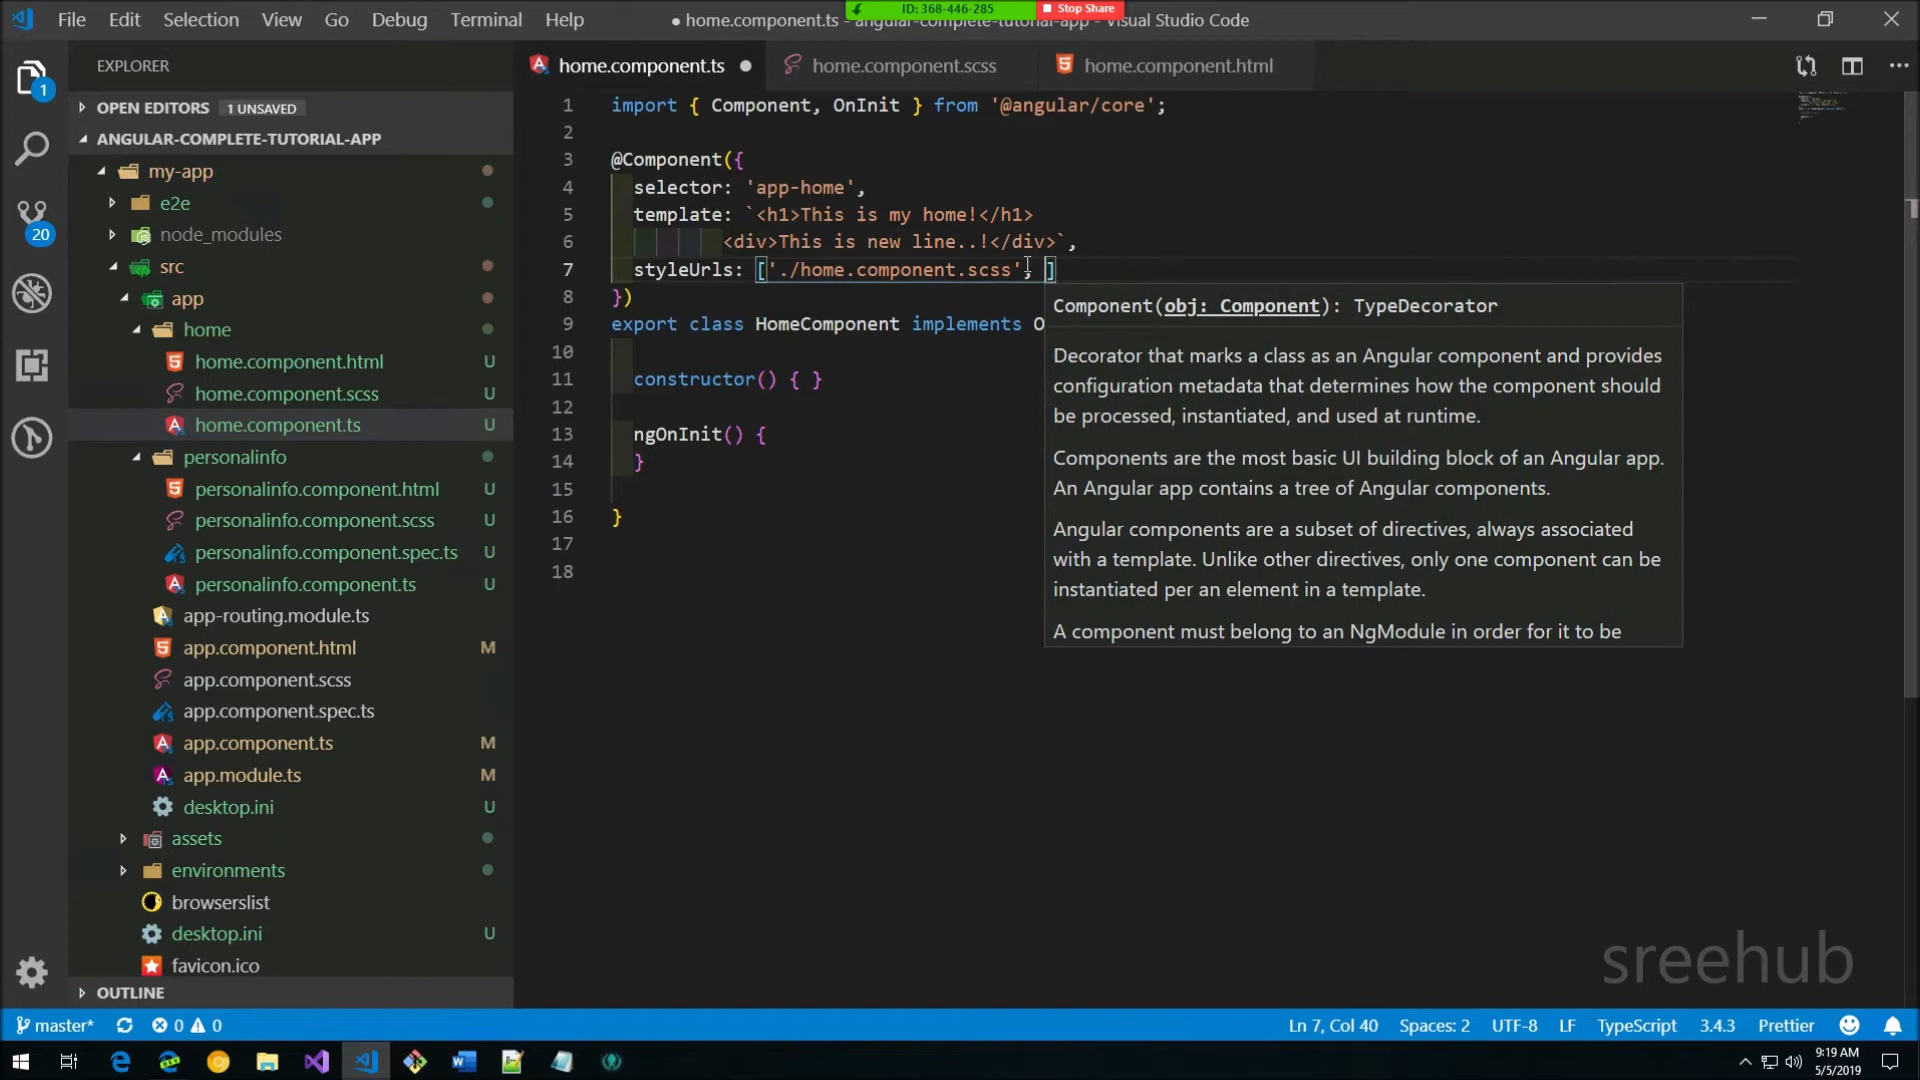 File Edit Selection View Go Debug Terminal Help
● home.component.ts - angular-complete-tutorial-app - Visual Studio Code
ID: 368-446-285 Stop Share
EXPLORER
home.component.ts home.component.scss home.component.html
OPEN EDITORS 1 UNSAVED
ANGULAR-COMPLETE-TUTORIAL-APP
my-app
e2e
node_modules
src
app
home
home.component.html U
home.component.scss U
home.component.ts U
personalinfo
personalinfo.component.html U
personalinfo.component.scss U
personalinfo.component.spec.ts U
personalinfo.component.ts U
app-routing.module.ts
app.component.html M
app.component.scss
app.component.spec.ts
app.component.ts M
app.module.ts M
desktop.ini U
assets
environments
browserslist
desktop.ini U
favicon.ico
OUTLINE
1
20
1 import { Component, OnInit } from '@angular/core';
2
3 @Component({
4 selector: 'app-home',
5 template: `<h1>This is my home!</h1>
6 <div>This is new line..!</div>`,
7 styleUrls: ['./home.component.scss', ]
8 })
9 export class HomeComponent implements O
10
11 constructor() { }
12
13 ngOnInit() {
14 }
15
16 }
17
18
Component(obj: Component): TypeDecorator
Decorator that marks a class as an Angular component and provides
configuration metadata that determines how the component should
be processed, instantiated, and used at runtime.
Components are the most basic UI building block of an Angular app.
An Angular app contains a tree of Angular components.
Angular components are a subset of directives, always associated
with a template. Unlike other directives, only one component can be
instantiated per an element in a template.
A component must belong to an NgModule in order for it to be
sreehub
master* 0 0
Ln 7, Col 40 Spaces: 2 UTF-8 LF TypeScript 3.4.3 Prettier
9:19 AM
5/5/2019